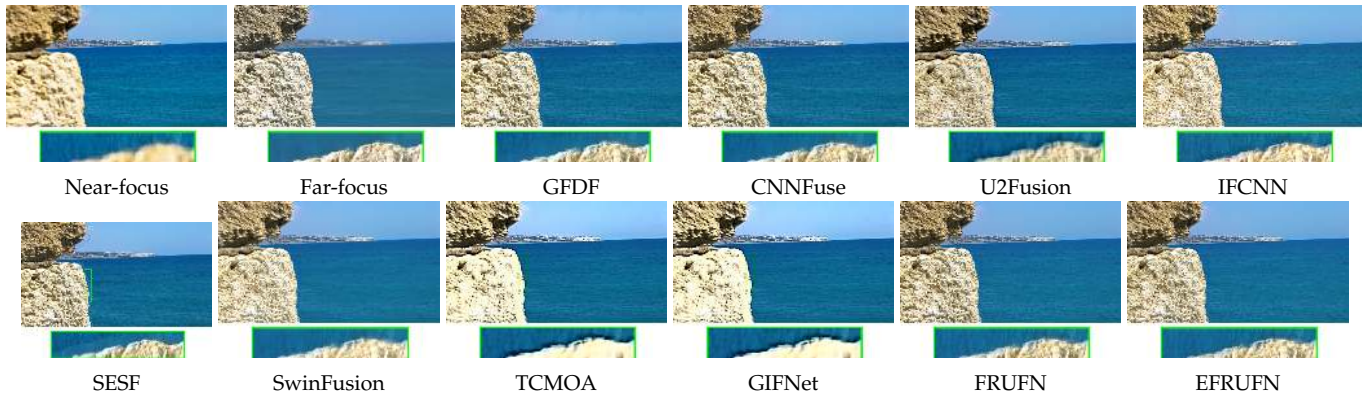 Near-focus Far-focus GFDF CNNFuse U2Fusion IFCNN
SESF SwinFusion TCMOA GIFNet FRUFN EFRUFN